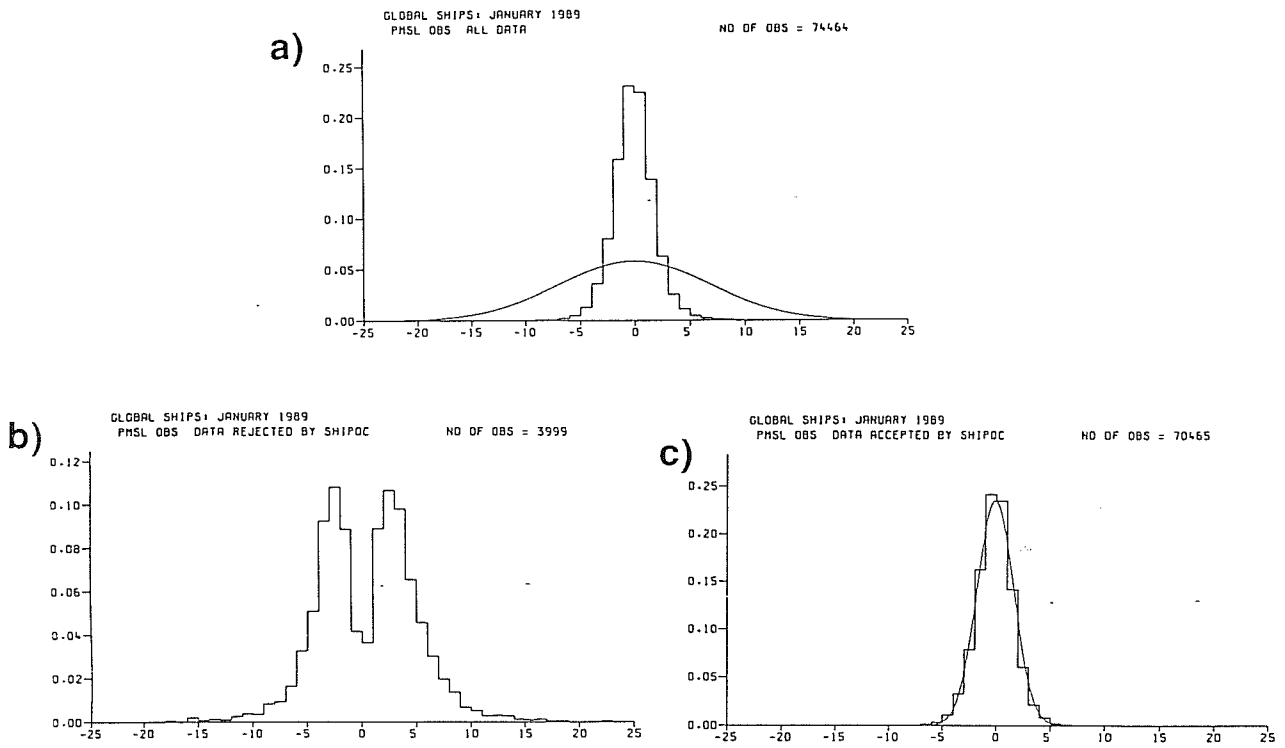 GLOBAL SHIPS: JANUARY 1989
PMSL OBS ALL DATA
NO OF OBS = 74464
a)
0.25
0.20
0.15
0.10
0.05
0.00
-25 -20 -15 -10 -5 0 5 10 15 20 25
GLOBAL SHIPS: JANUARY 1989
PMSL OBS DATA REJECTED BY SHIPQC
NO OF OBS = 3999
b)
0.12
0.10
0.08
0.06
0.04
0.02
0.00
-25 -20 -15 -10 -5 0 5 10 15 20 25
GLOBAL SHIPS: JANUARY 1989
PMSL OBS DATA ACCEPTED BY SHIPQC
NO OF OBS = 70465
c)
0.25
0.20
0.15
0.10
0.05
0.00
-25 -20 -15 -10 -5 0 5 10 15 20 25